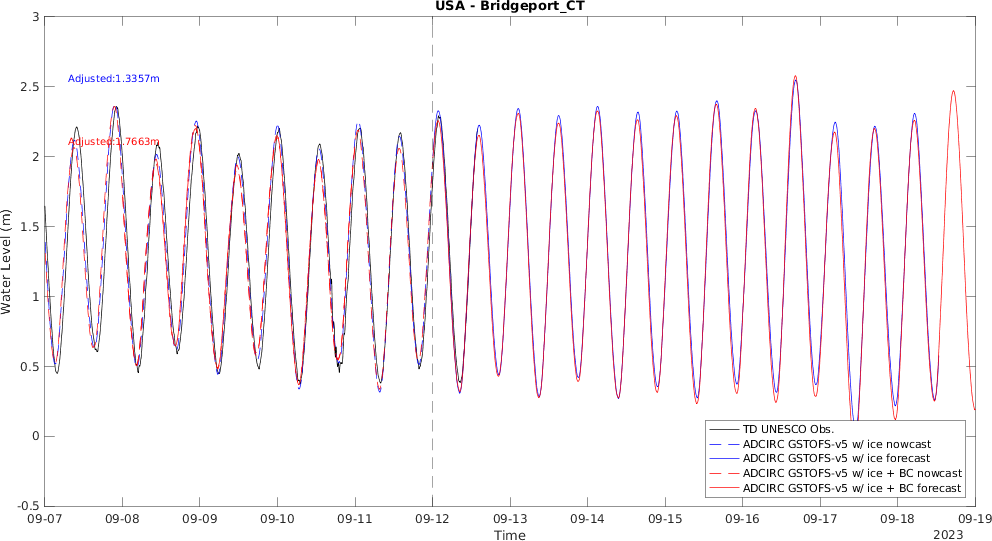 USA - Bridgeport_CT
3
2.5
2
1.5
1
0.5
0
-0.5
Water Level (m)
Adjusted:1.3357m
Adjusted:1.7663m
TD UNESCO Obs.
ADCIRC GSTOFS-v5 w/ ice nowcast
ADCIRC GSTOFS-v5 w/ ice forecast
ADCIRC GSTOFS-v5 w/ ice + BC nowcast
ADCIRC GSTOFS-v5 w/ ice + BC forecast
09-07 09-08 09-09 09-10 09-11 09-12 09-13 09-14 09-15 09-16 09-17 09-18 09-19
Time
2023